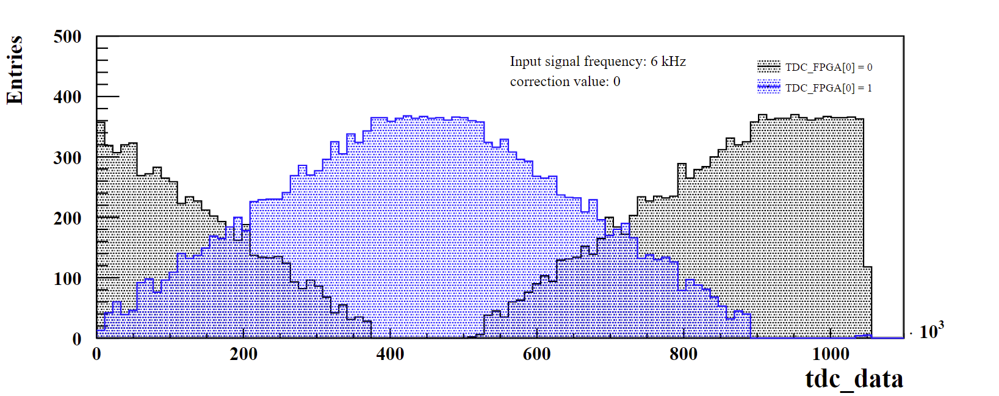 Entries
500
400
300
200
100
0
Input signal frequency: 6 kHz
correction value: 0
TDC_FPGA[0] = 0
TDC_FPGA[0] = 1
0 200 400 600 800 1000
· 10³
tdc_data